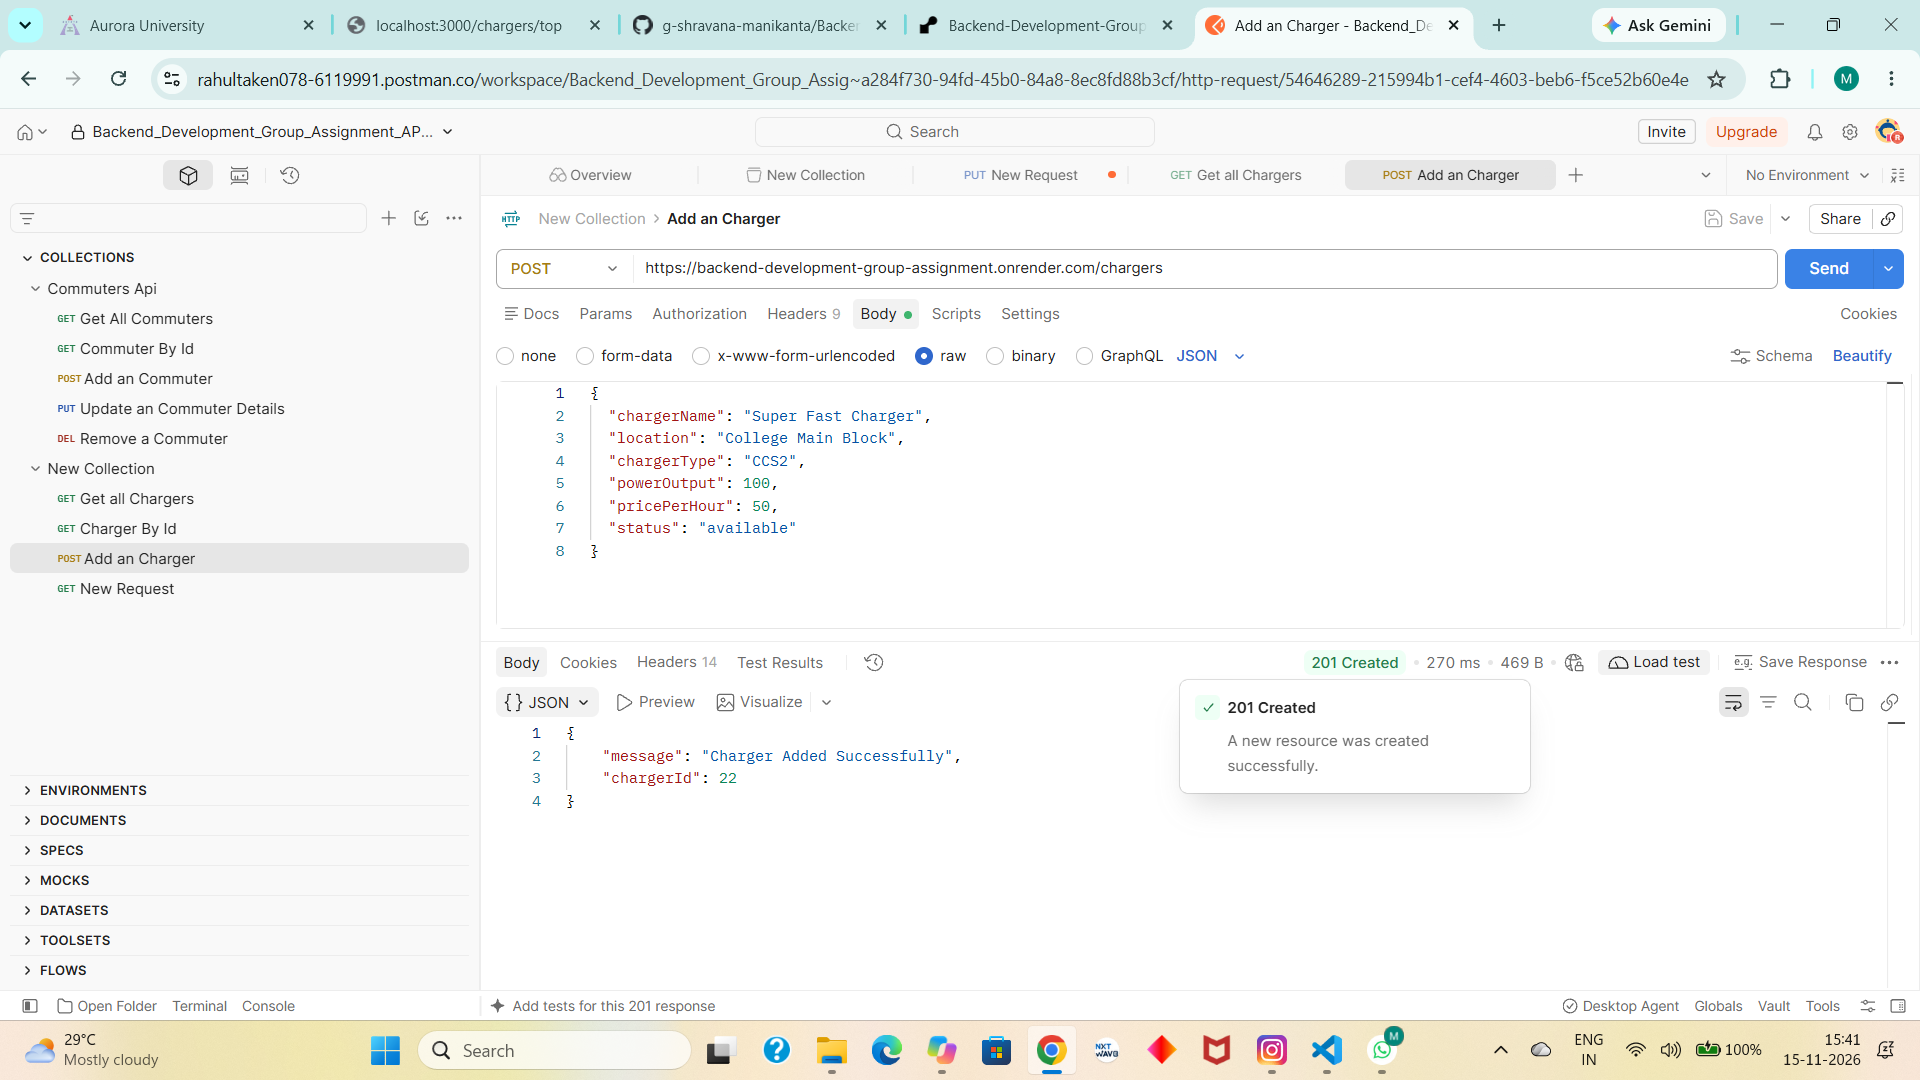 Aurora University
localhost:3000/chargers/top
g-shravana-manikanta/Backen
Backend-Development-Group
Add an Charger - Backend_De
Ask Gemini
rahultaken078-6119991.postman.co/workspace/Backend_Development_Group_Assig~a284f730-94fd-45b0-84a8-8ec8fd88b3cf/http-request/54646289-215994b1-cef4-4603-beb6-f5ce52b60e4e
M
Backend_Development_Group_Assignment_AP...
Search
Invite
Upgrade
R
Overview
New Collection
PUT New Request
GET Get all Chargers
POST Add an Charger
No Environment
HTTP
New Collection > Add an Charger
Save
Share
COLLECTIONS
Commuters Api
GET Get All Commuters
GET Commuter By Id
POST Add an Commuter
PUT Update an Commuter Details
DEL Remove a Commuter
New Collection
GET Get all Chargers
GET Charger By Id
POST Add an Charger
GET New Request
ENVIRONMENTS
DOCUMENTS
SPECS
MOCKS
DATASETS
TOOLSETS
FLOWS
POST
https://backend-development-group-assignment.onrender.com/chargers
Send
Docs
Params
Authorization
Headers 9
Body
Scripts
Settings
Cookies
none
form-data
x-www-form-urlencoded
raw
binary
GraphQL
JSON
Schema
Beautify
1 {
2 "chargerName": "Super Fast Charger",
3 "location": "College Main Block",
4 "chargerType": "CCS2",
5 "powerOutput": 100,
6 "pricePerHour": 50,
7 "status": "available"
8 }
Body
Cookies
Headers 14
Test Results
201 Created
270 ms
469 B
Load test
e.g. Save Response
{} JSON
Preview
Visualize
1 {
2 "message": "Charger Added Successfully",
3 "chargerId": 22
4 }
201 Created
A new resource was created
successfully.
Open Folder
Terminal
Console
Add tests for this 201 response
Desktop Agent
Globals
Vault
Tools
29°C
Mostly cloudy
Search
NXT
WAVE
M
ENG
IN
100%
15:41
15-11-2026